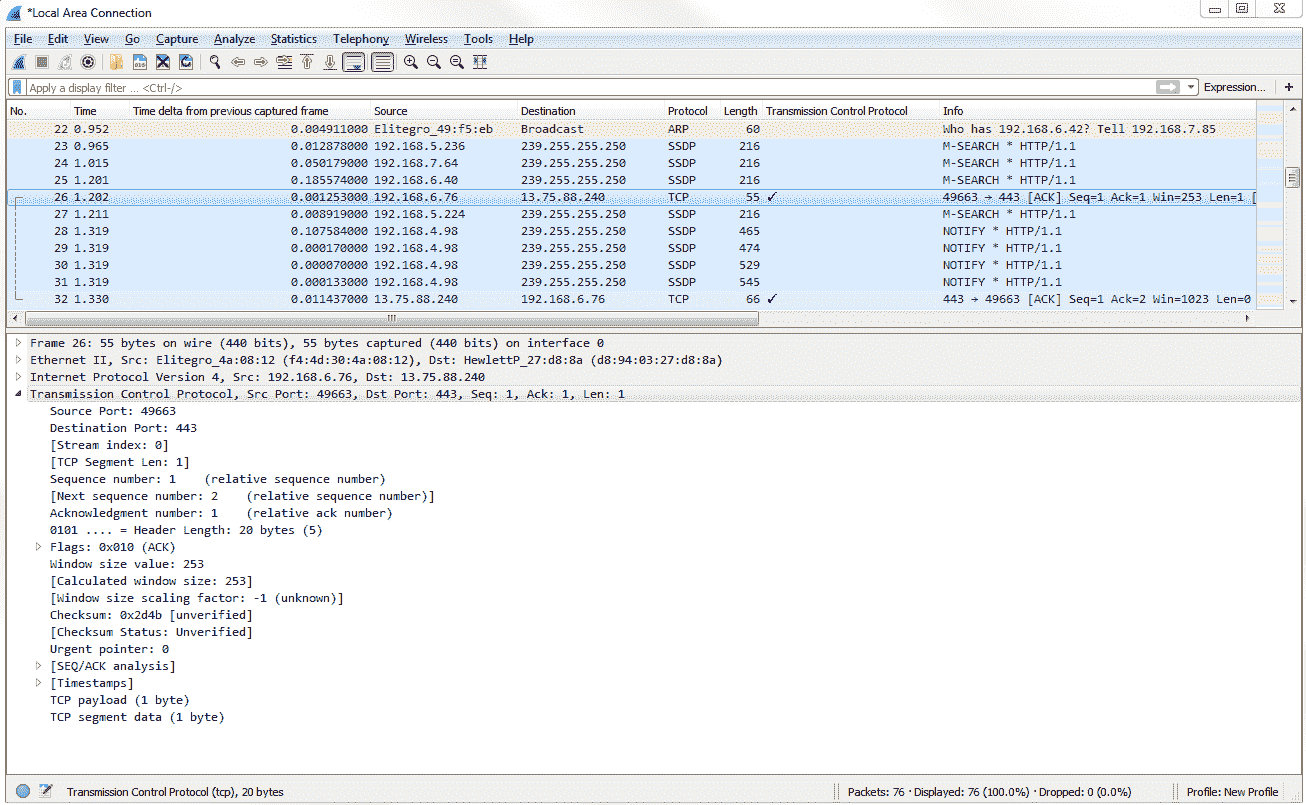 *Local Area Connection
File Edit View Go Capture Analyze Statistics Telephony Wireless Tools Help
Apply a display filter ... <Ctrl-/> Expression... +
No. Time Time delta from previous captured frame Source Destination Protocol Length Transmission Control Protocol Info
22 0.952 0.004911000 Elitegro_49:f5:eb Broadcast ARP 60 Who has 192.168.6.42? Tell 192.168.7.85
23 0.965 0.012878000 192.168.5.236 239.255.255.250 SSDP 216 M-SEARCH * HTTP/1.1
24 1.015 0.050179000 192.168.7.64 239.255.255.250 SSDP 216 M-SEARCH * HTTP/1.1
25 1.201 0.185574000 192.168.6.40 239.255.255.250 SSDP 216 M-SEARCH * HTTP/1.1
26 1.202 0.001253000 192.168.6.76 13.75.88.240 TCP 55 ✓ 49663 → 443 [ACK] Seq=1 Ack=1 Win=253 Len=1 [
27 1.211 0.008919000 192.168.5.224 239.255.255.250 SSDP 216 M-SEARCH * HTTP/1.1
28 1.319 0.107584000 192.168.4.98 239.255.255.250 SSDP 465 NOTIFY * HTTP/1.1
29 1.319 0.000170000 192.168.4.98 239.255.255.250 SSDP 474 NOTIFY * HTTP/1.1
30 1.319 0.000070000 192.168.4.98 239.255.255.250 SSDP 529 NOTIFY * HTTP/1.1
31 1.319 0.000133000 192.168.4.98 239.255.255.250 SSDP 545 NOTIFY * HTTP/1.1
32 1.330 0.011437000 13.75.88.240 192.168.6.76 TCP 66 ✓ 443 → 49663 [ACK] Seq=1 Ack=2 Win=1023 Len=0
Frame 26: 55 bytes on wire (440 bits), 55 bytes captured (440 bits) on interface 0
Ethernet II, Src: Elitegro_4a:08:12 (f4:4d:30:4a:08:12), Dst: HewlettP_27:d8:8a (d8:94:03:27:d8:8a)
Internet Protocol Version 4, Src: 192.168.6.76, Dst: 13.75.88.240
Transmission Control Protocol, Src Port: 49663, Dst Port: 443, Seq: 1, Ack: 1, Len: 1
Source Port: 49663
Destination Port: 443
[Stream index: 0]
[TCP Segment Len: 1]
Sequence number: 1 (relative sequence number)
[Next sequence number: 2 (relative sequence number)]
Acknowledgment number: 1 (relative ack number)
0101 .... = Header Length: 20 bytes (5)
Flags: 0x010 (ACK)
Window size value: 253
[Calculated window size: 253]
[Window size scaling factor: -1 (unknown)]
Checksum: 0x2d4b [unverified]
[Checksum Status: Unverified]
Urgent pointer: 0
[SEQ/ACK analysis]
[Timestamps]
TCP payload (1 byte)
TCP segment data (1 byte)
Transmission Control Protocol (tcp), 20 bytes Packets: 76 · Displayed: 76 (100.0%) · Dropped: 0 (0.0%) Profile: New Profile